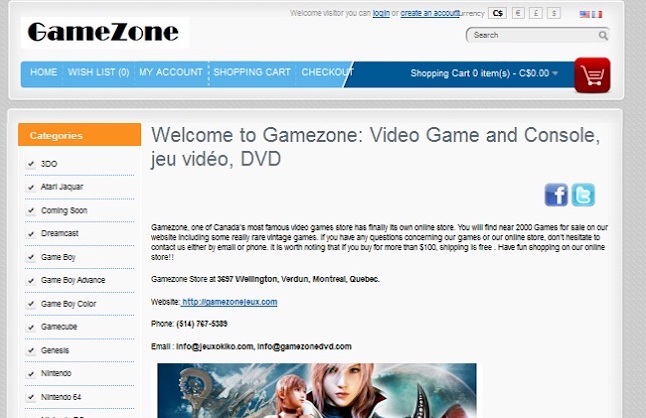 Welcome visitor you can login or create an account. urrency C$ € £ $
GameZone
Search
HOME WISH LIST (0) MY ACCOUNT SHOPPING CART CHECKOUT Shopping Cart 0 item(s) - C$0.00
Categories
Welcome to Gamezone: Video Game and Console,
jeu vidéo, DVD
3DO
Atari Jaquar
Coming Soon
Dreamcast
Game Boy
Game Boy Advance
Game Boy Color
Gamecube
Genesis
Nintendo
Nintendo 64
Gamezone, one of Canada's most famous video games store has finally its own online store. You will find near 2000 Games for sale on our
website including some really rare vintage games. If you have any questions concerning our games or our online store, don't hesitate to
contact us either by email or phone. It is worth noting that if you buy for more than $100, shipping is free . Have fun shopping on our online
store!!
Gamezone Store at 3697 Wellington, Verdun, Montreal, Quebec.
Website: http://gamezonejeux.com
Phone: (514) 767-5389
Email : info@jeuxokiko.com, info@gamezonedvd.com